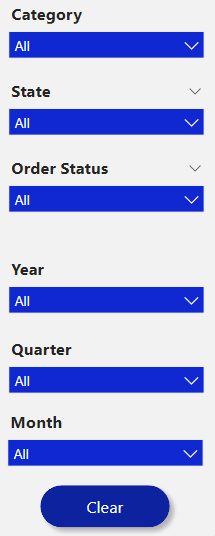 Category
All
State
All
Order Status
All
Year
All
Quarter
All
Month
All
Clear